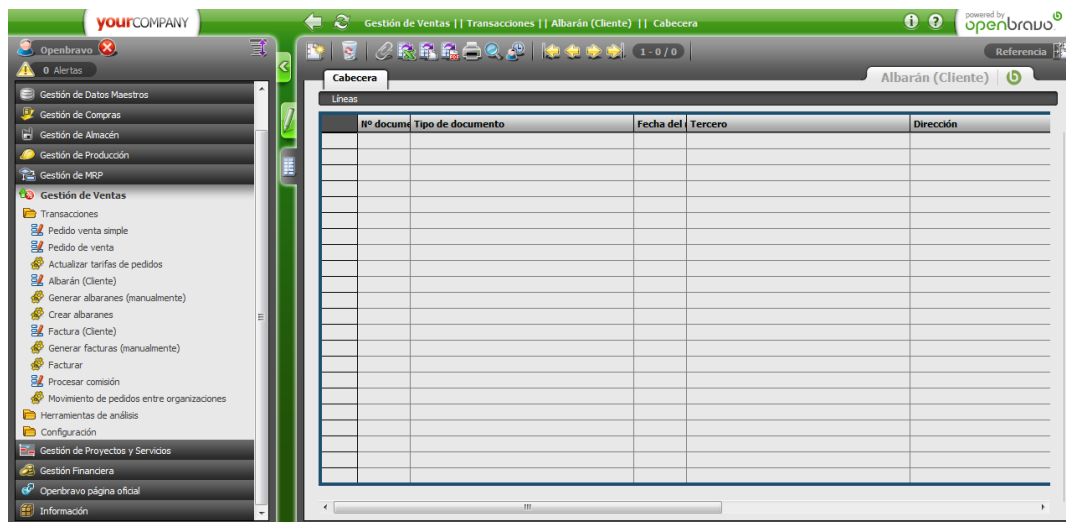 yourCOMPANY
Gestión de Ventas || Transacciones || Albarán (Cliente) || Cabecera
powered by
openbravo
Openbravo
0 Alertas
1 - 0 / 0
Referencia
Cabecera
Albarán (Cliente)
Líneas
Nº docume Tipo de documento Fecha del Tercero Dirección
Gestión de Datos Maestros
Gestión de Compras
Gestión de Almacén
Gestión de Producción
Gestión de MRP
Gestión de Ventas
Transacciones
Pedido venta simple
Pedido de venta
Actualizar tarifas de pedidos
Albarán (Cliente)
Generar albaranes (manualmente)
Crear albaranes
Factura (Cliente)
Generar facturas (manualmente)
Facturar
Procesar comisión
Movimiento de pedidos entre organizaciones
Herramientas de análisis
Configuración
Gestión de Proyectos y Servicios
Gestión Financiera
Openbravo página oficial
Información